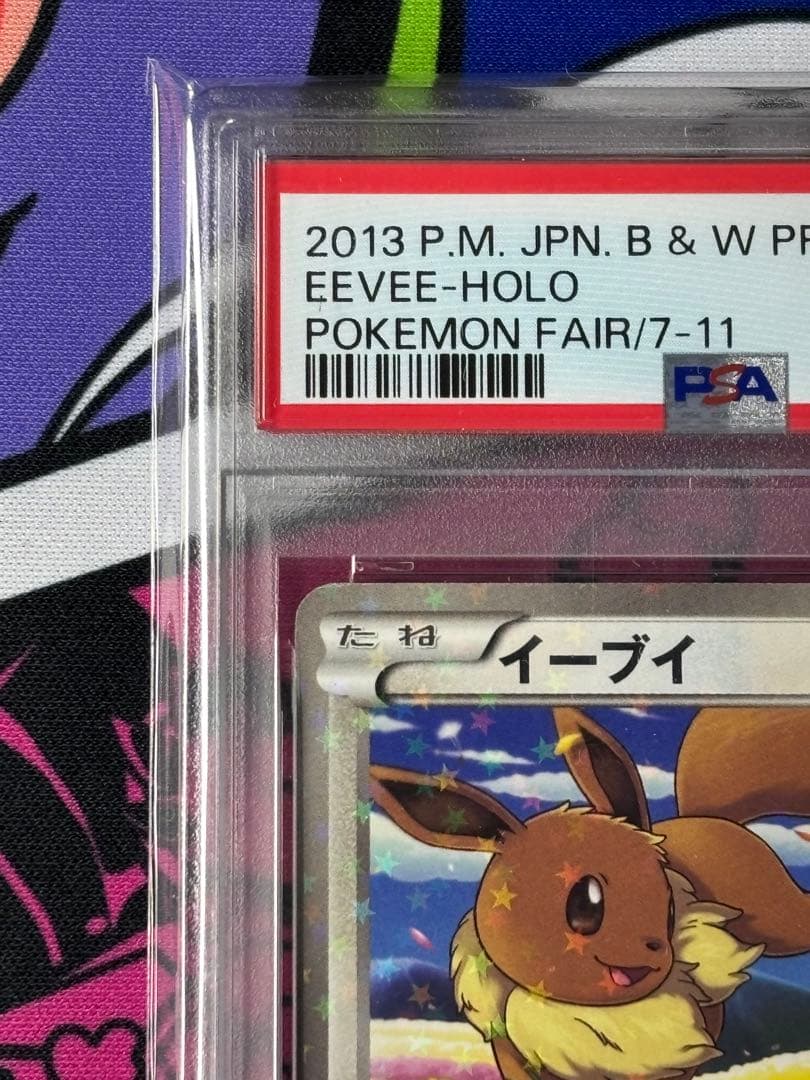 2013 P.M. JPN. B & W PR
EEVEE-HOLO
POKEMON FAIR/7-11
PSA
たね イーブイ